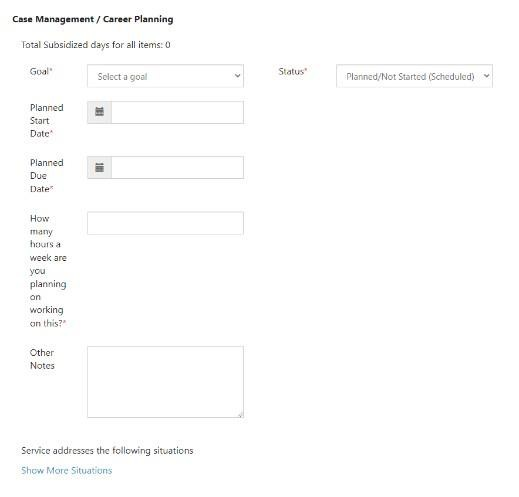 Case Management / Career Planning
Total Subsidized days for all items: 0
Goal*
Select a goal
Status*
Planned/Not Started (Scheduled)
Planned
Start
Date*
Planned
Due
Date*
How
many
hours a
week are
you
planning
on
working
on this?*
Other
Notes
Service addresses the following situations
Show More Situations